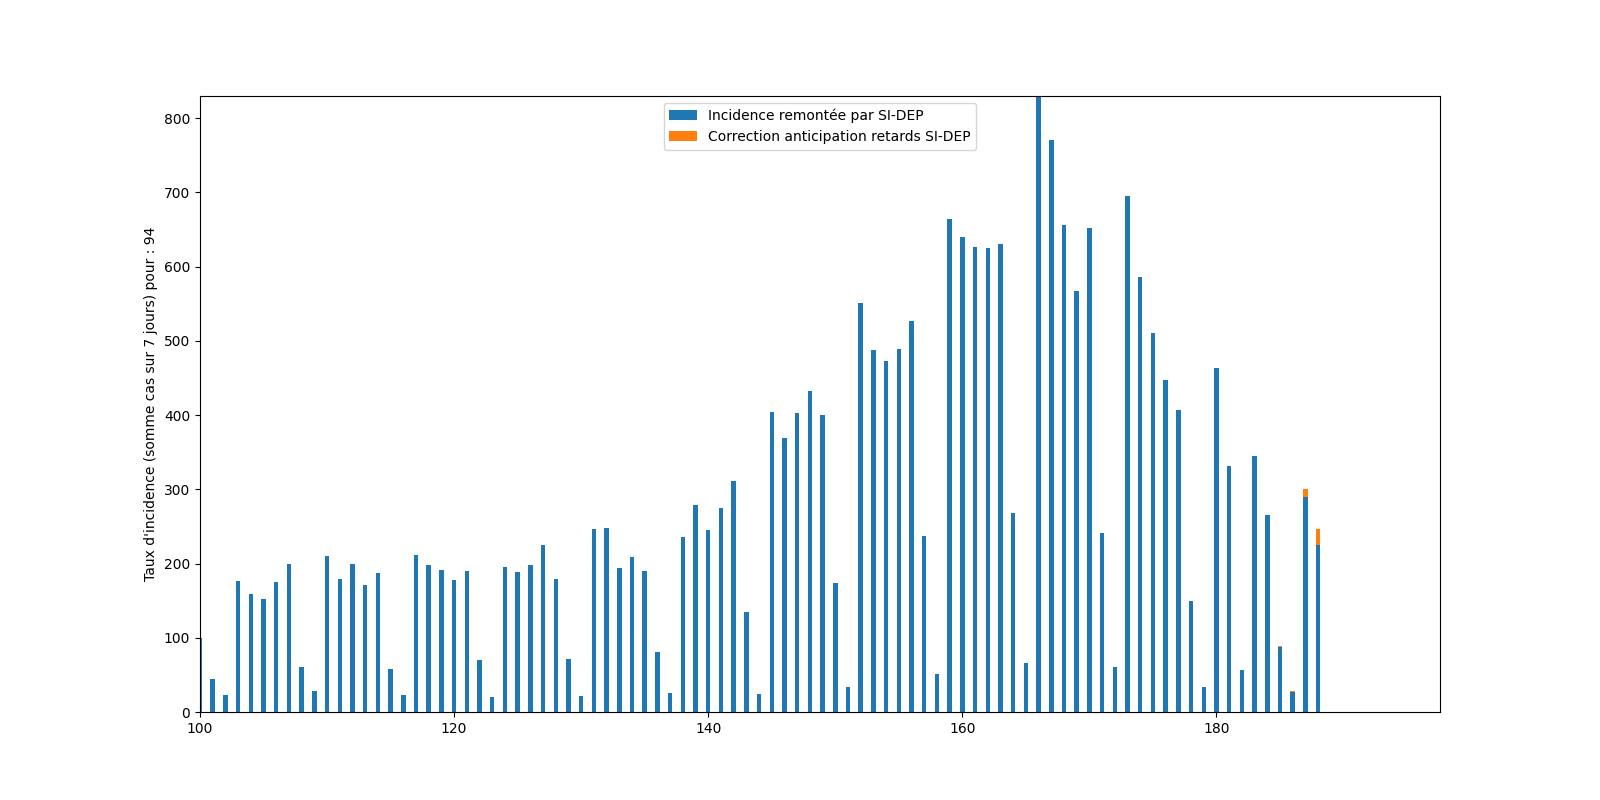 Incidence remontée par SI-DEP
Correction anticipation retards SI-DEP
Taux d'incidence (somme cas sur 7 jours) pour : 94
800
700
600
500
400
300
200
100
0
100 120 140 160 180